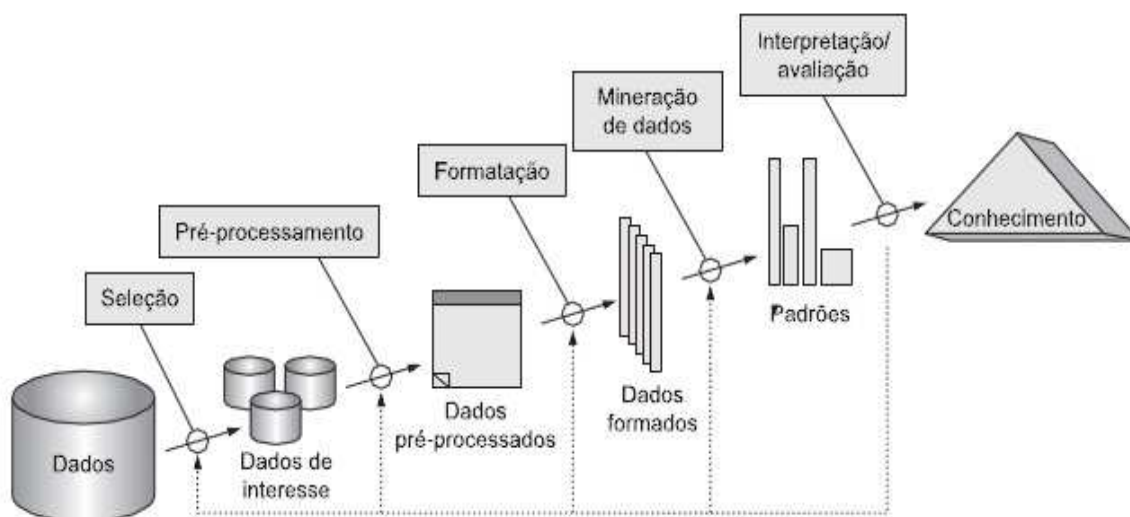 Interpretação/
avaliação
Mineração
de dados
Formatação
Pré-processamento
Seleção
Conhecimento
Padrões
Dados
formados
Dados
pré-processados
Dados de
interesse
Dados